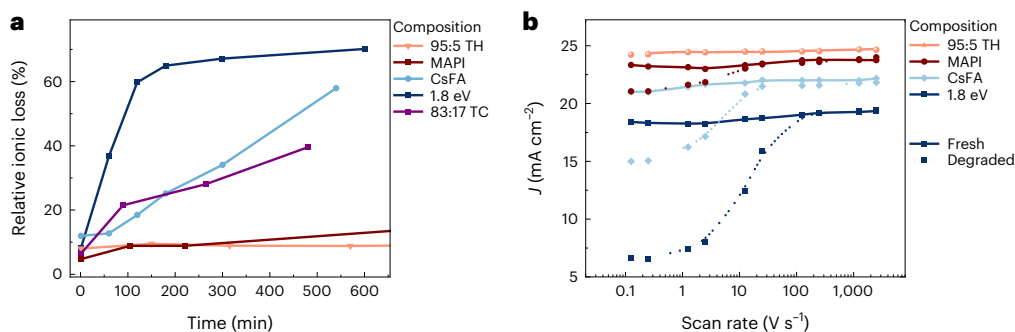 a
Relative ionic loss (%)
60
40
20
0
0
100
200
300
400
500
600
Time (min)
Composition
95:5 TH
MAPI
CsFA
1.8 eV
83:17 TC
b
J (mA cm⁻²)
25
20
15
10
5
0.1
1
10
100
1,000
Scan rate (V s⁻¹)
Composition
95:5 TH
MAPI
CsFA
1.8 eV
Fresh
Degraded